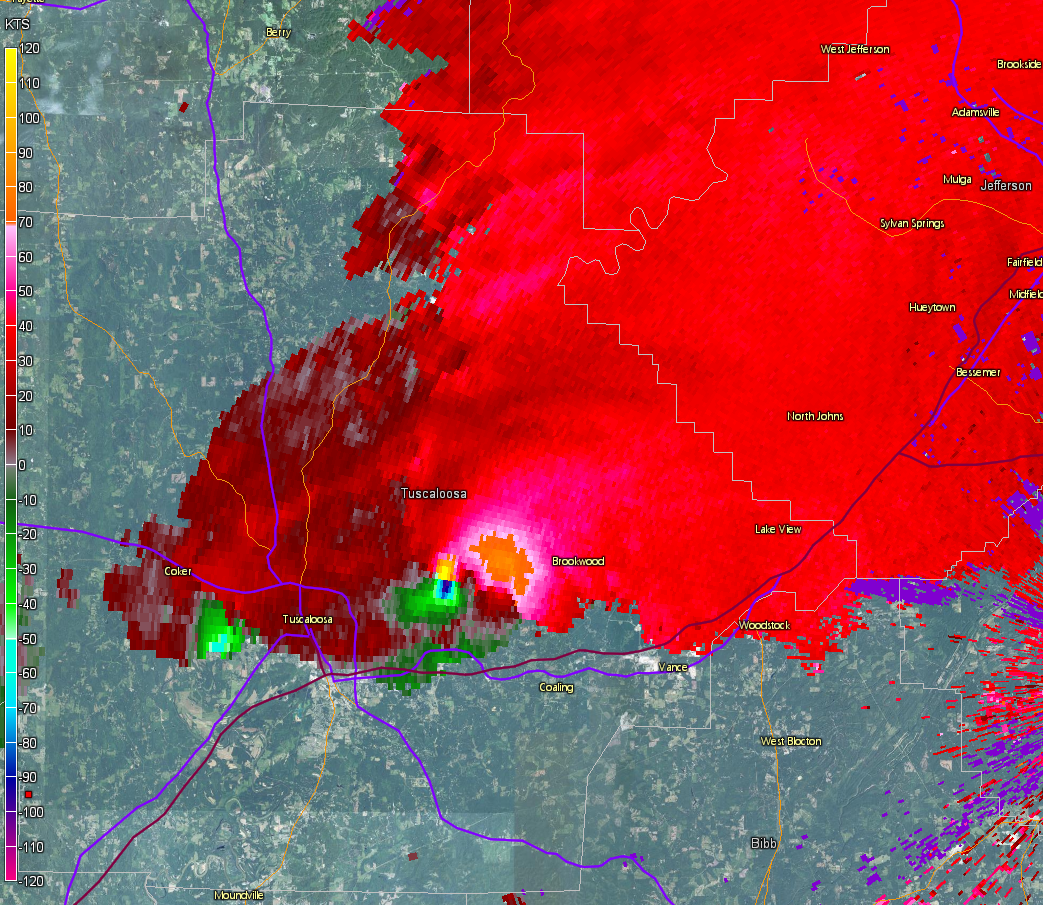 Fayette
KTS
Berry
West Jefferson
Brookside
Adamsville
Mulga
Jefferson
Sylvan Springs
Fairfield
Midfield
Hueytown
Bessemer
North Johns
Tuscaloosa
Lake View
Brookwood
Coker
Tuscaloosa
Woodstock
Vance
Coaling
West Blocton
Bibb
Moundville
120
110
100
90
80
70
60
50
40
30
20
10
0
-10
-20
-30
-40
-50
-60
-70
-80
-90
-100
-110
-120